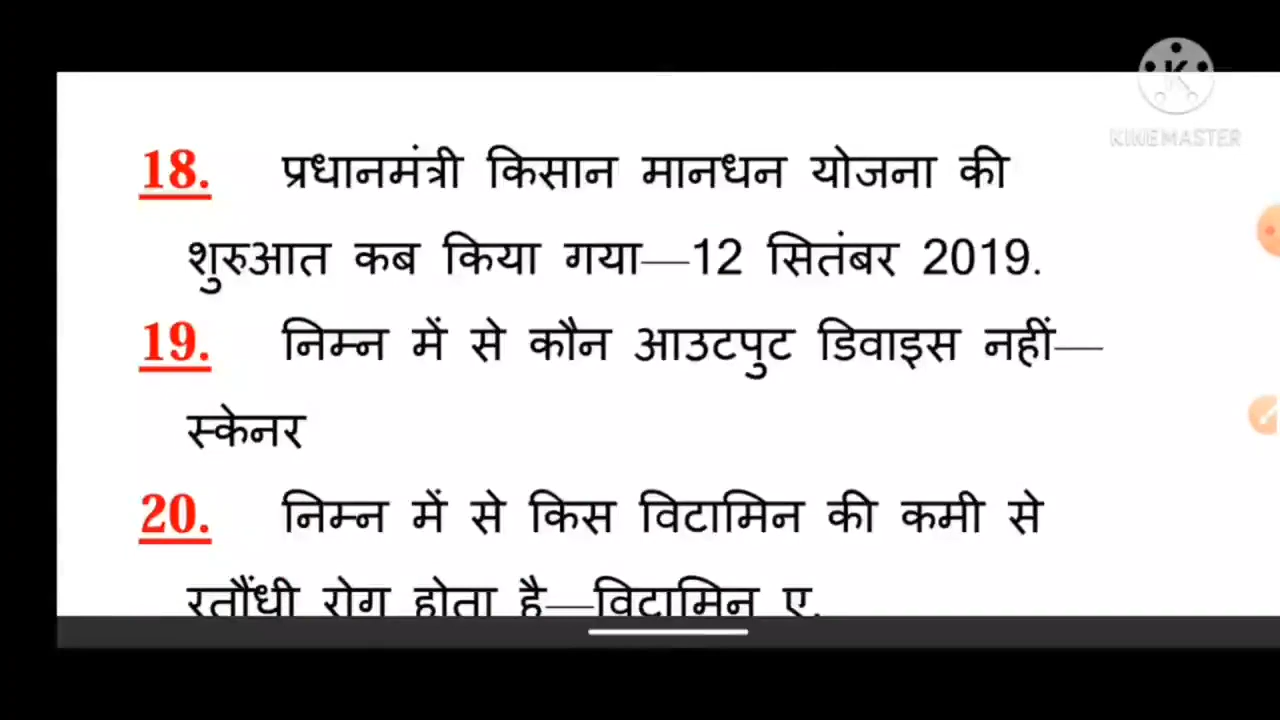 KINEMASTER
18. प्रधानमंत्री किसान मानधन योजना की
शुरुआत कब किया गया—12 सितंबर 2019.
19. निम्न में से कौन आउटपुट डिवाइस नहीं—
स्केनर
20. निम्न में से किस विटामिन की कमी से
रतौंधी रोग होता है—विटामिन ए.